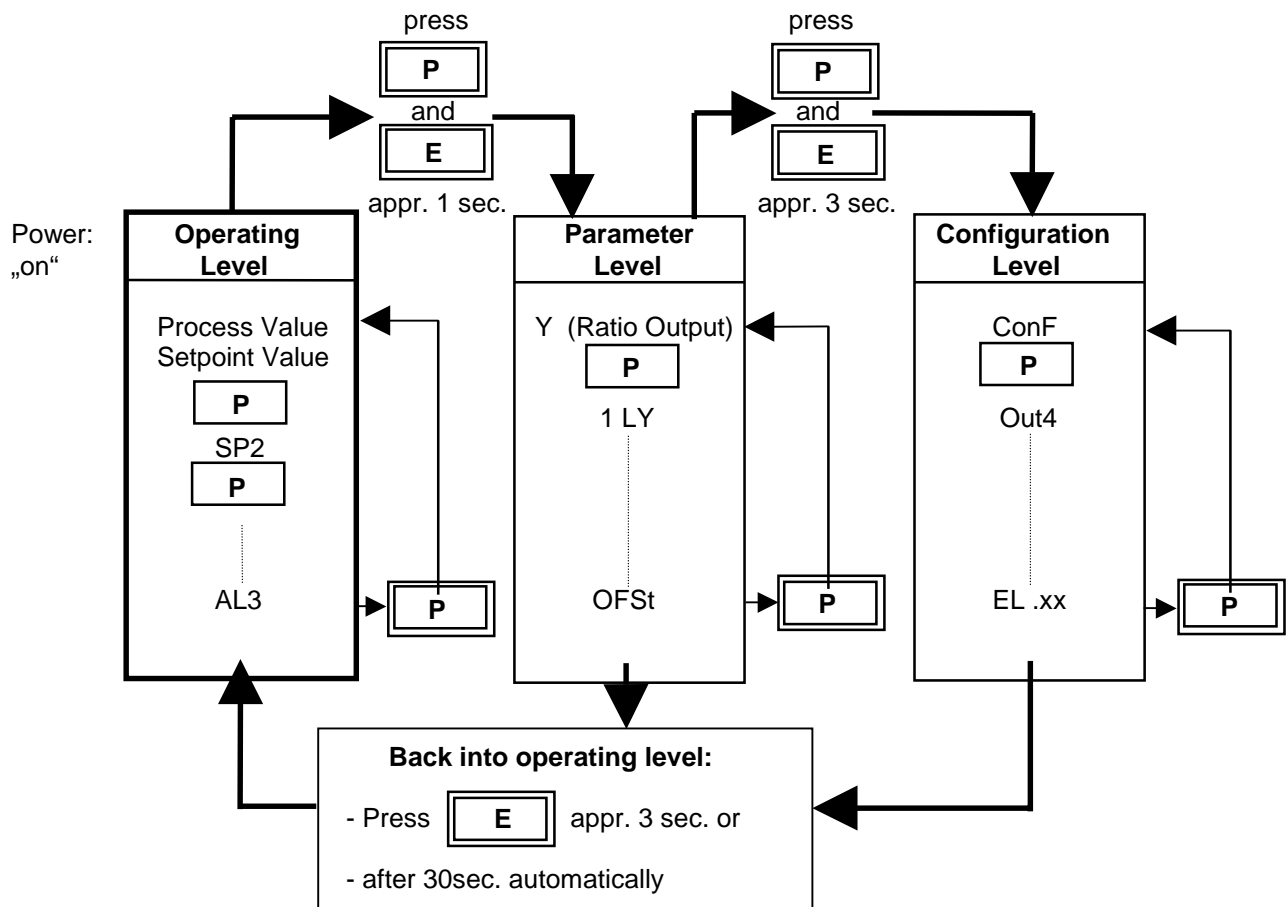 press
P
and
E
appr. 1 sec.
press
P
and
E
appr. 3 sec.
Power:
„on“
Operating
Level
Process Value
Setpoint Value
P
SP2
P
AL3
P
Parameter
Level
Y (Ratio Output)
P
1 LY
OFSt
P
Configuration
Level
ConF
P
Out4
EL .xx
P
Back into operating level:
- Press E appr. 3 sec. or
- after 30sec. automatically